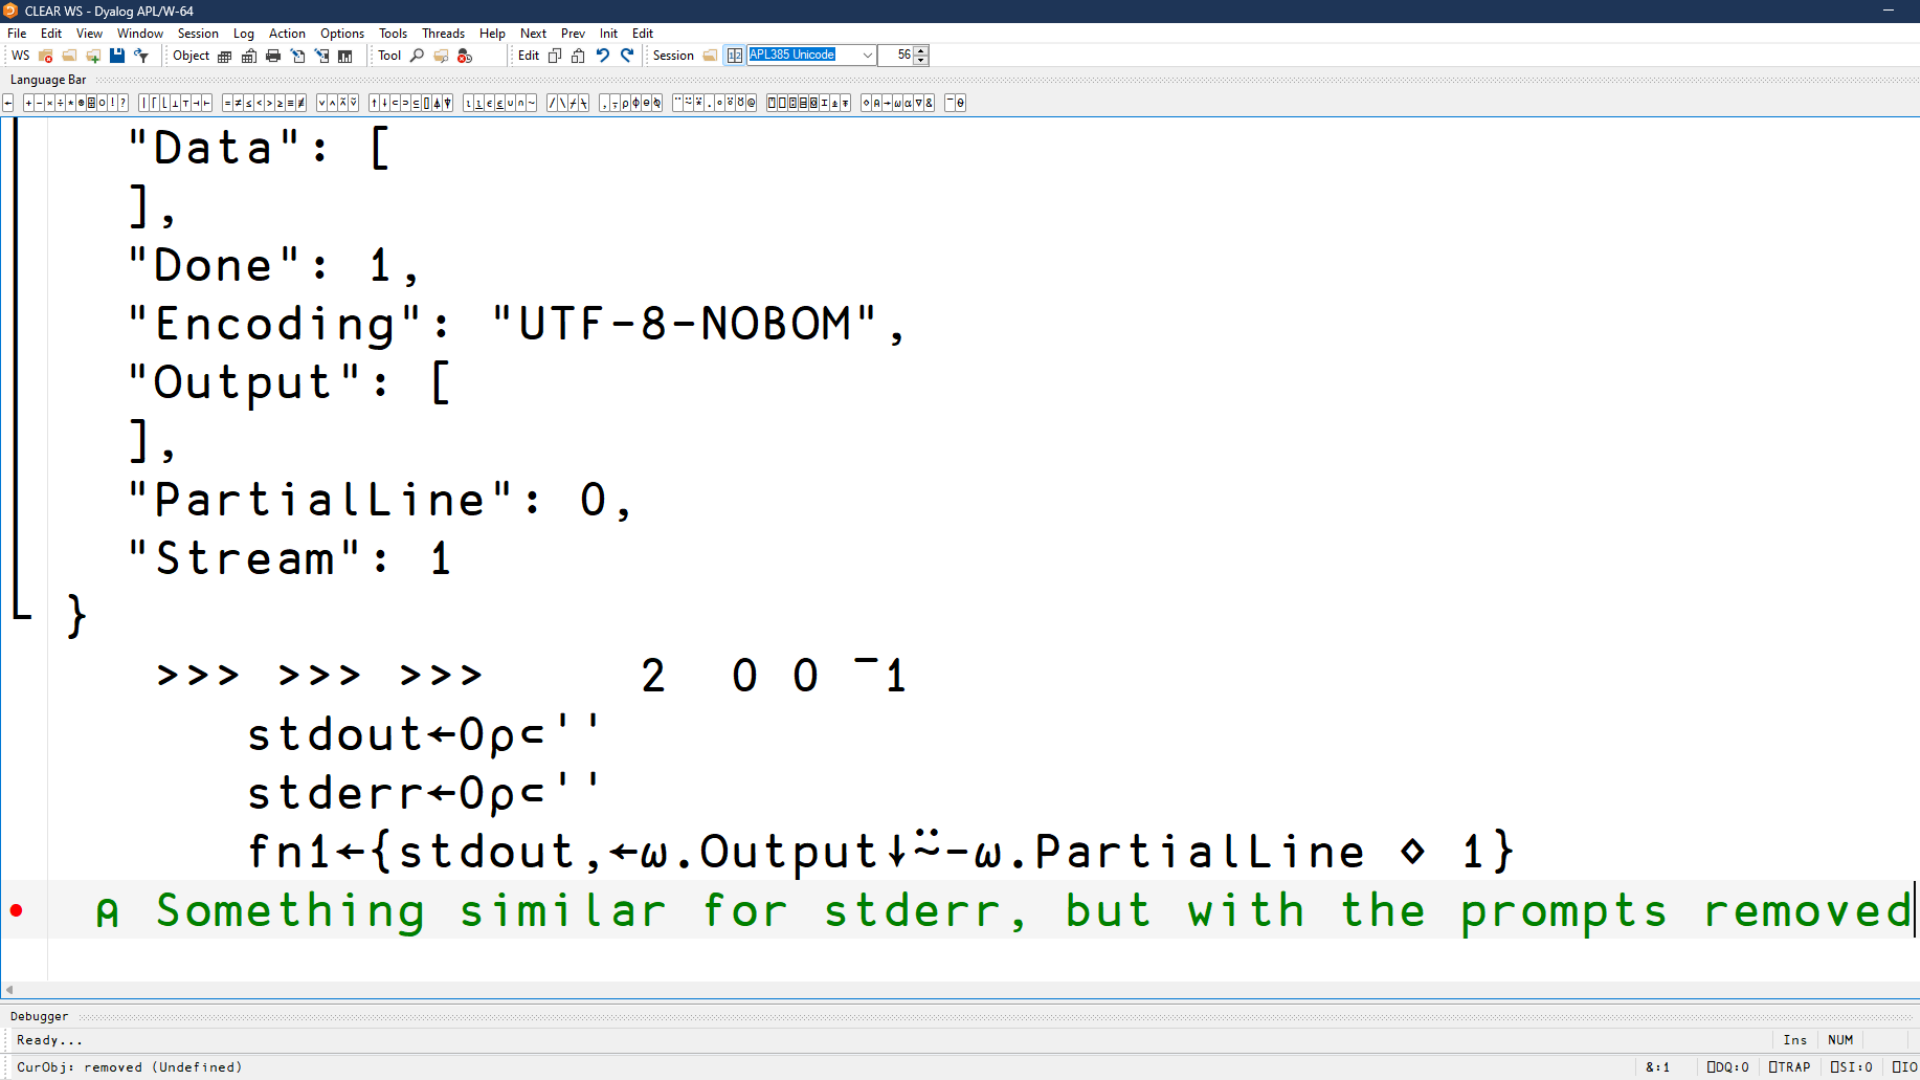 CLEAR WS - Dyalog APL/W-64
File Edit View Window Session Log Action Options Tools Threads Help Next Prev Init Edit
WS Object Tool Edit Session APL385 Unicode 56
Language Bar
"Data": [
],
"Done": 1,
"Encoding": "UTF-8-NOBOM",
"Output": [
],
"PartialLine": 0,
"Stream": 1
}
>>> >>> >>> 2 0 0 ¯1
stdout←0⍴⊂''
stderr←0⍴⊂''
fn1←{stdout,←⍵.Output↓⍨-⍵.PartialLine ⋄ 1}
⍝ Something similar for stderr, but with the prompts removed
Debugger
Ready...
Ins NUM
CurObj: removed (Undefined)
&:1 ⎕DQ:0 ⎕TRAP ⎕SI:0 ⎕IO